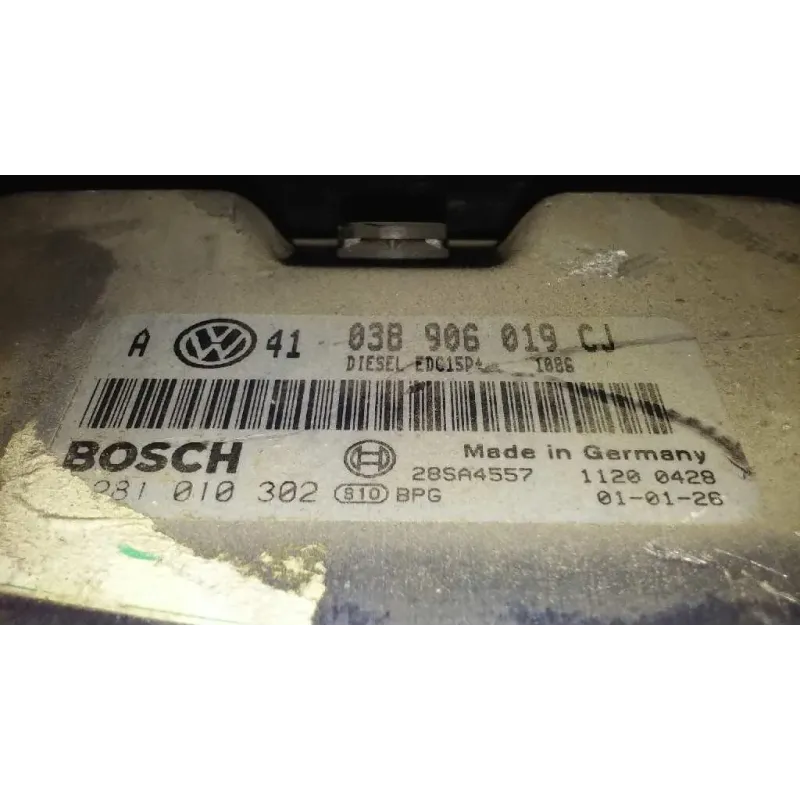 A VW 41 038 906 019 CJ
DIESEL EDC15P+
BOSCH Made in Germany
281 010 302 S10 BPG 28SA4557 1120 0428
01-01-26